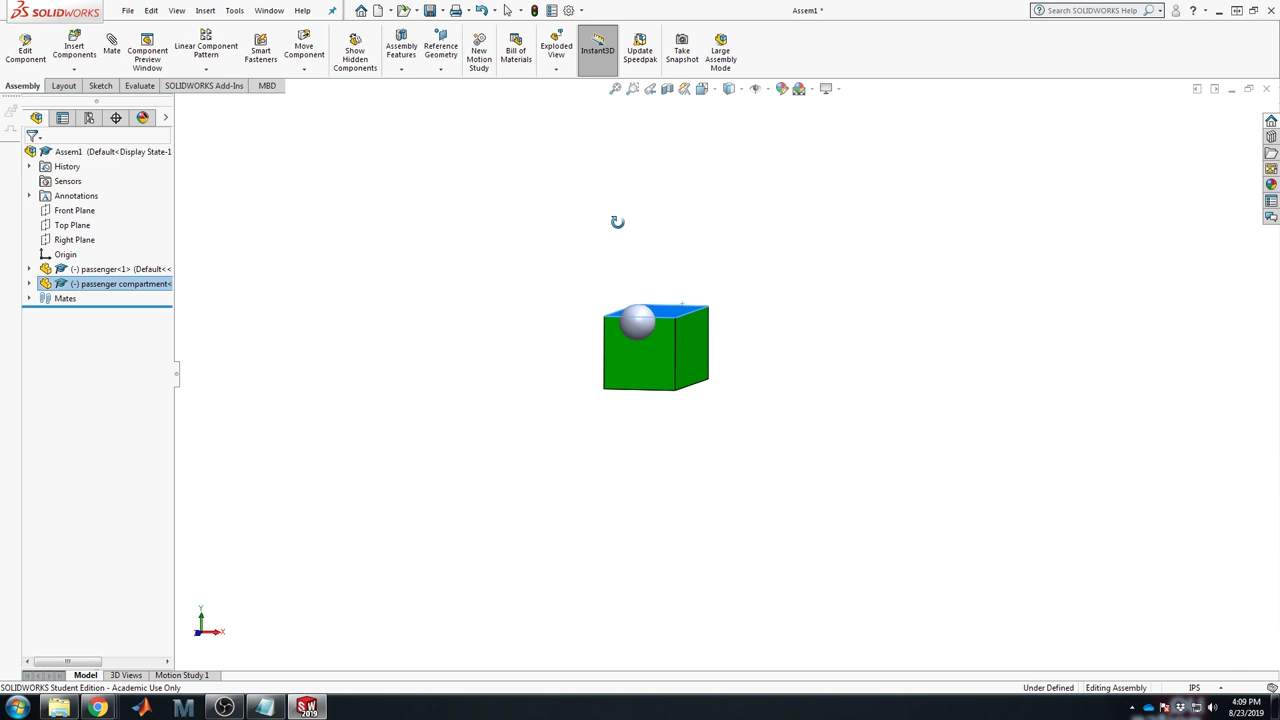 SOLIDWORKS File Edit View Insert Tools Window Help Assem1 * Search SOLIDWORKS Help
Edit Component
Insert Components
Mate
Component Preview Window
Linear Component Pattern
Smart Fasteners
Move Component
Show Hidden Components
Assembly Features
Reference Geometry
New Motion Study
Bill of Materials
Exploded View
Instant3D
Update Speedpak
Take Snapshot
Large Assembly Mode
Assembly Layout Sketch Evaluate SOLIDWORKS Add-Ins MBD
Assem1 (Default<Display State-1
History
Sensors
Annotations
Front Plane
Top Plane
Right Plane
Origin
(-) passenger<1> (Default<<
(-) passenger compartment<
Mates
Y
X
Model 3D Views Motion Study 1
SOLIDWORKS Student Edition - Academic Use Only Under Defined Editing Assembly IPS
SW 2019
4:09 PM
8/23/2019